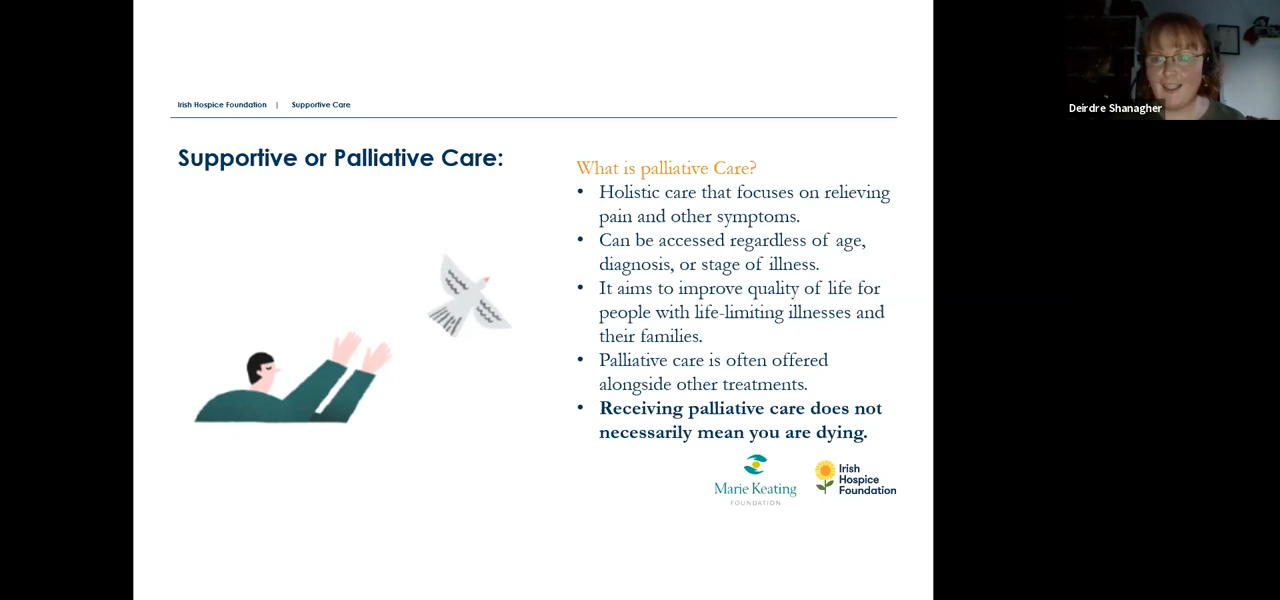 Irish Hospice Foundation | Supportive Care
Supportive or Palliative Care:
What is palliative Care?
• Holistic care that focuses on relieving
pain and other symptoms.
• Can be accessed regardless of age,
diagnosis, or stage of illness.
• It aims to improve quality of life for
people with life-limiting illnesses and
their families.
• Palliative care is often offered
alongside other treatments.
• Receiving palliative care does not
necessarily mean you are dying.
Marie Keating
FOUNDATION
Irish
Hospice
Foundation
Deirdre Shanagher